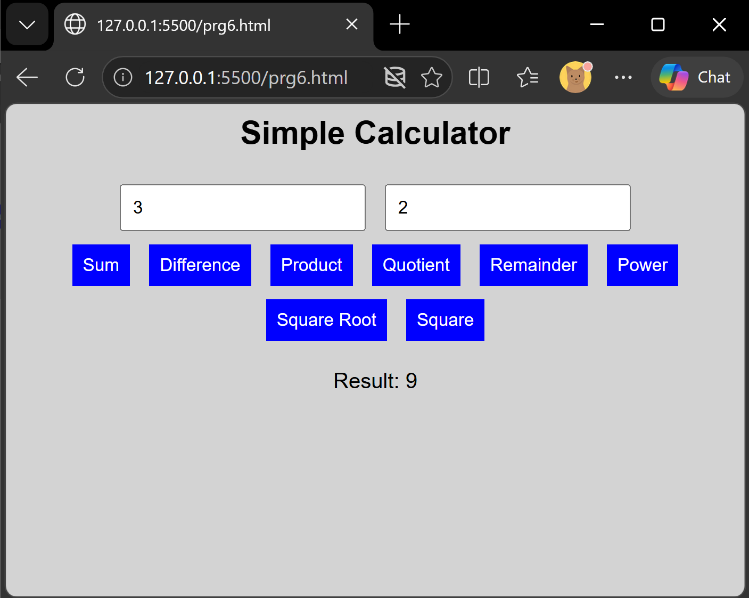 127.0.0.1:5500/prg6.html
127.0.0.1:5500/prg6.html Chat
Simple Calculator
3 2
Sum Difference Product Quotient Remainder Power
Square Root Square
Result: 9